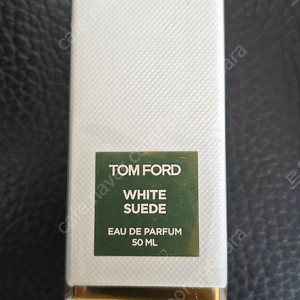 TOM FORD
WHITE
SUEDE
EAU DE PARFUM
50 ML